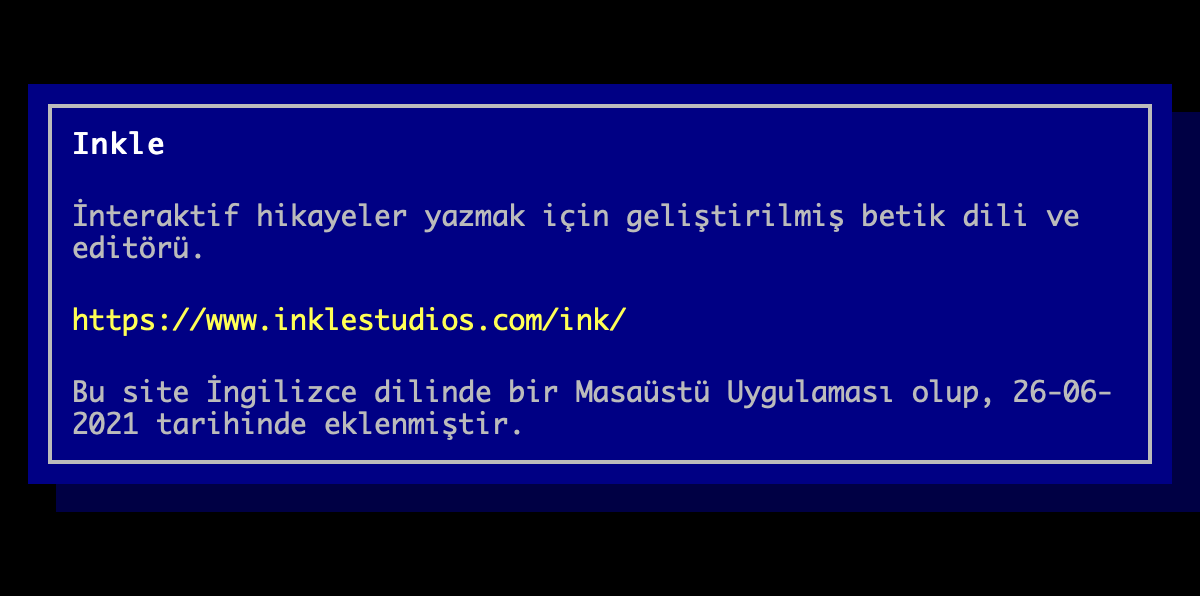 Inkle
İnteraktif hikayeler yazmak için geliştirilmiş betik dili ve
editörü.
https://www.inklestudios.com/ink/
Bu site İngilizce dilinde bir Masaüstü Uygulaması olup, 26-06-
2021 tarihinde eklenmiştir.